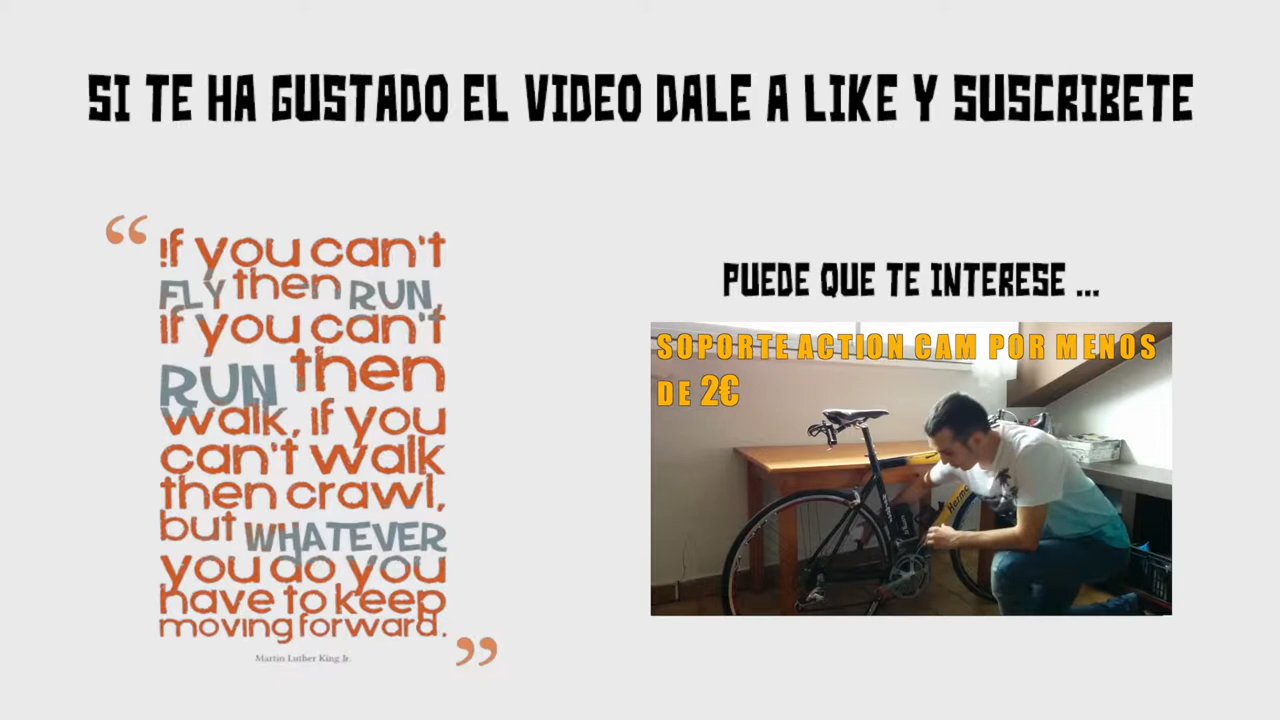 SI TE HA GUSTADO EL VIDEO DALE A LIKE Y SUSCRIBETE
“
if you can't
FLY then RUN,
if you can't
RUN then
walk, if you
can't walk
then crawl,
but WHATEVER
you do you
have to keep
moving forward.
”
Martin Luther King Jr.
PUEDE QUE TE INTERESE ...
SOPORTE ACTION CAM POR MENOS
DE 2€